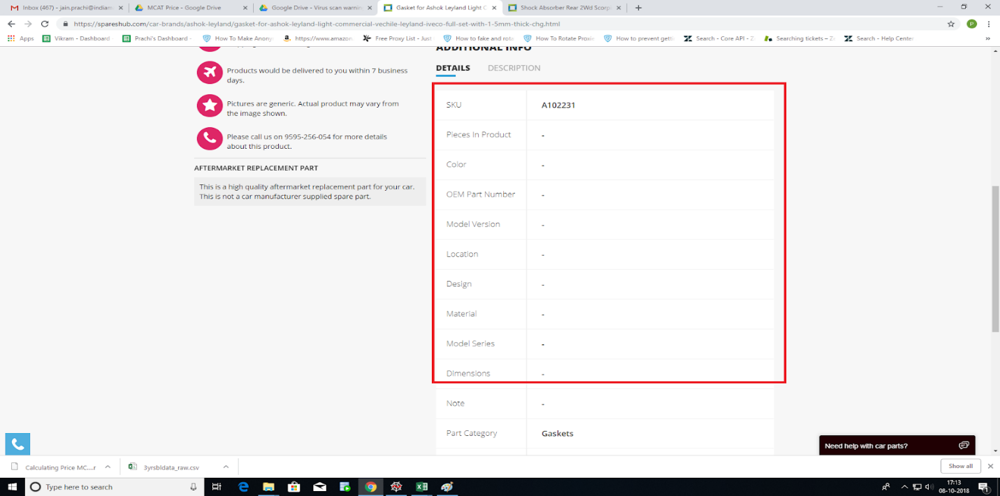 Inbox (467) - jain.prachi@indiam
MCAT Price - Google Drive
Google Drive - Virus scan warnin
Gasket for Ashok Leyland Light C
Shock Absorber Rear 2Wd Scorp
https://spareshub.com/car-brands/ashok-leyland/gasket-for-ashok-leyland-light-commercial-vechile-leyland-iveco-full-set-with-1-5mm-thick-chg.html
P
Apps
Vikram - Dashboard -
Prachi's Dashboard -
How To Make Anony
https://www.amazon.
Free Proxy List - Just
How to fake and rota
How To Rotate Proxie
How to prevent getti
Search - Core API - Z
Searching tickets – Ze
Search - Help Center
»
Products would be delivered to you within 7 business
days.
Pictures are generic. Actual product may vary from
the image shown.
Please call us on 9595-256-054 for more details
about this product.
AFTERMARKET REPLACEMENT PART
This is a high quality aftermarket replacement part for your car.
This is not a car manufacturer supplied spare part.
ADDITIONAL INFO
DETAILS DESCRIPTION
SKU A102231
Pieces In Product -
Color -
OEM Part Number -
Model Version -
Location -
Design -
Material -
Model Series -
Dimensions -
Note -
Part Category Gaskets
Need help with car parts?
Calculating Price MC....r
3yrsbldata_raw.csv
Show all
Type here to search
17:13
08-10-2018
1